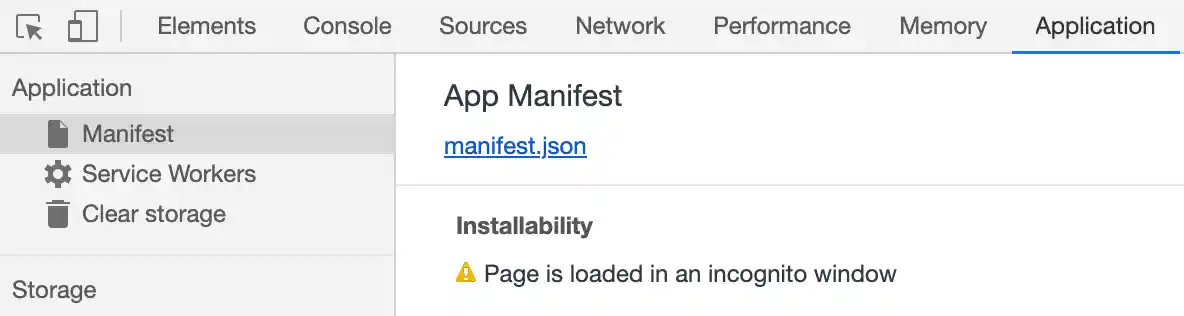 Elements Console Sources Network Performance Memory Application
Application
Manifest
Service Workers
Clear storage
Storage
App Manifest
manifest.json
Installability
Page is loaded in an incognito window